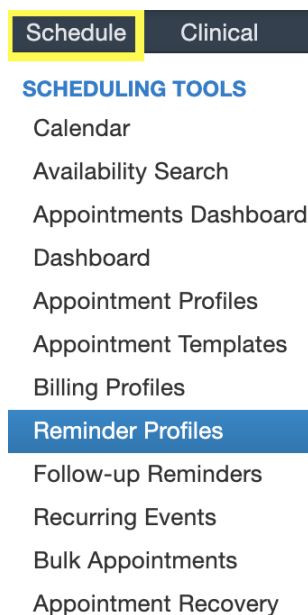 Schedule Clinical
SCHEDULING TOOLS
Calendar
Availability Search
Appointments Dashboard
Dashboard
Appointment Profiles
Appointment Templates
Billing Profiles
Reminder Profiles
Follow-up Reminders
Recurring Events
Bulk Appointments
Appointment Recovery